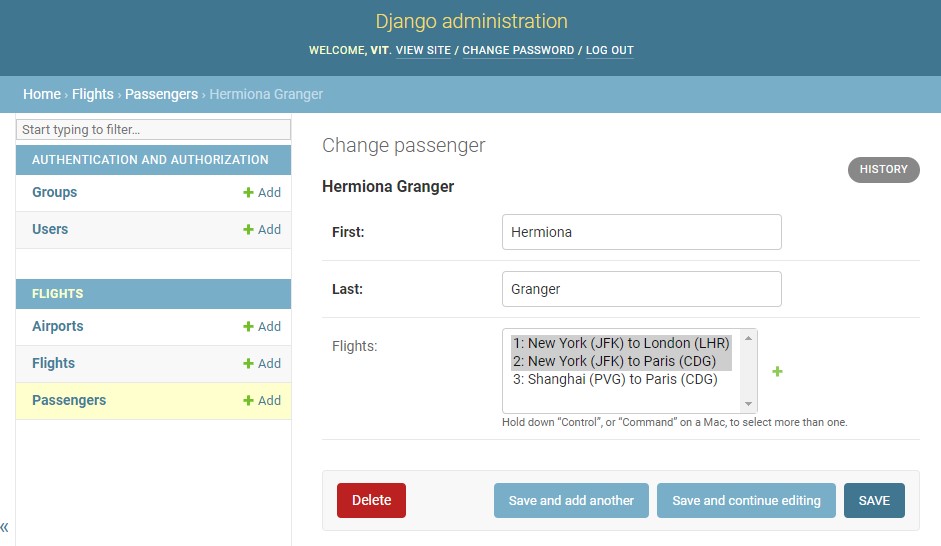 Django administration
WELCOME, VIT. VIEW SITE / CHANGE PASSWORD / LOG OUT
Home › Flights › Passengers › Hermiona Granger
Start typing to filter...
AUTHENTICATION AND AUTHORIZATION
Groups + Add
Users + Add
FLIGHTS
Airports + Add
Flights + Add
Passengers + Add
«
Change passenger
HISTORY
Hermiona Granger
First: Hermiona
Last: Granger
Flights:
1: New York (JFK) to London (LHR)
2: New York (JFK) to Paris (CDG)
3: Shanghai (PVG) to Paris (CDG)
+
Hold down “Control”, or “Command” on a Mac, to select more than one.
Delete Save and add another Save and continue editing SAVE